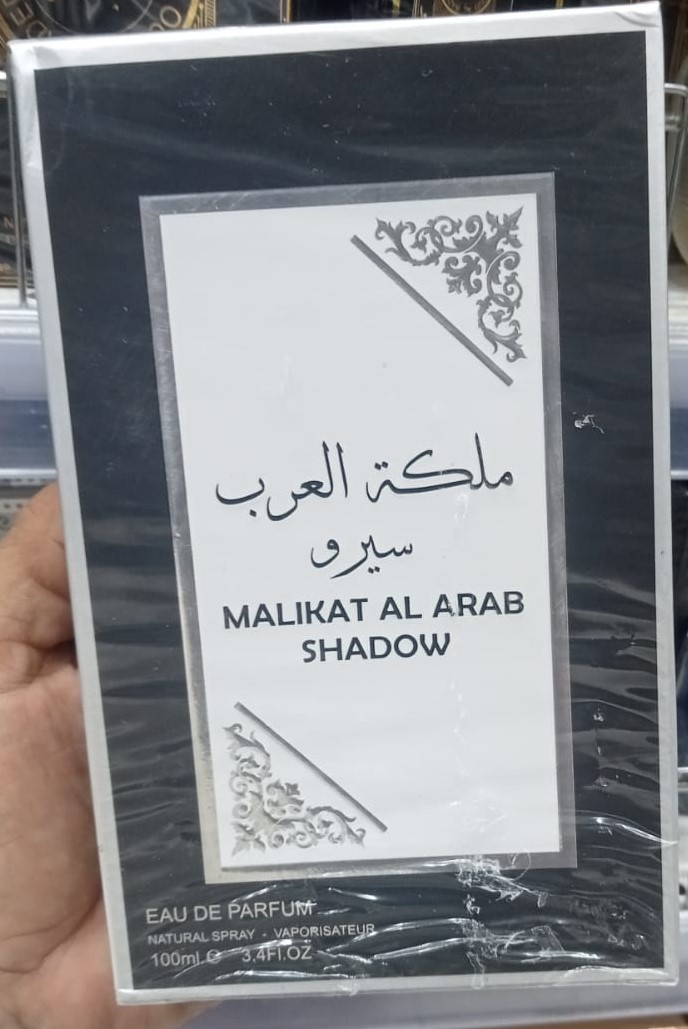 ملكة العرب
سيرو
MALIKAT AL ARAB
SHADOW
EAU DE PARFUM
NATURAL SPRAY - VAPORISATEUR
100ml.℮ 3.4Fl.OZ